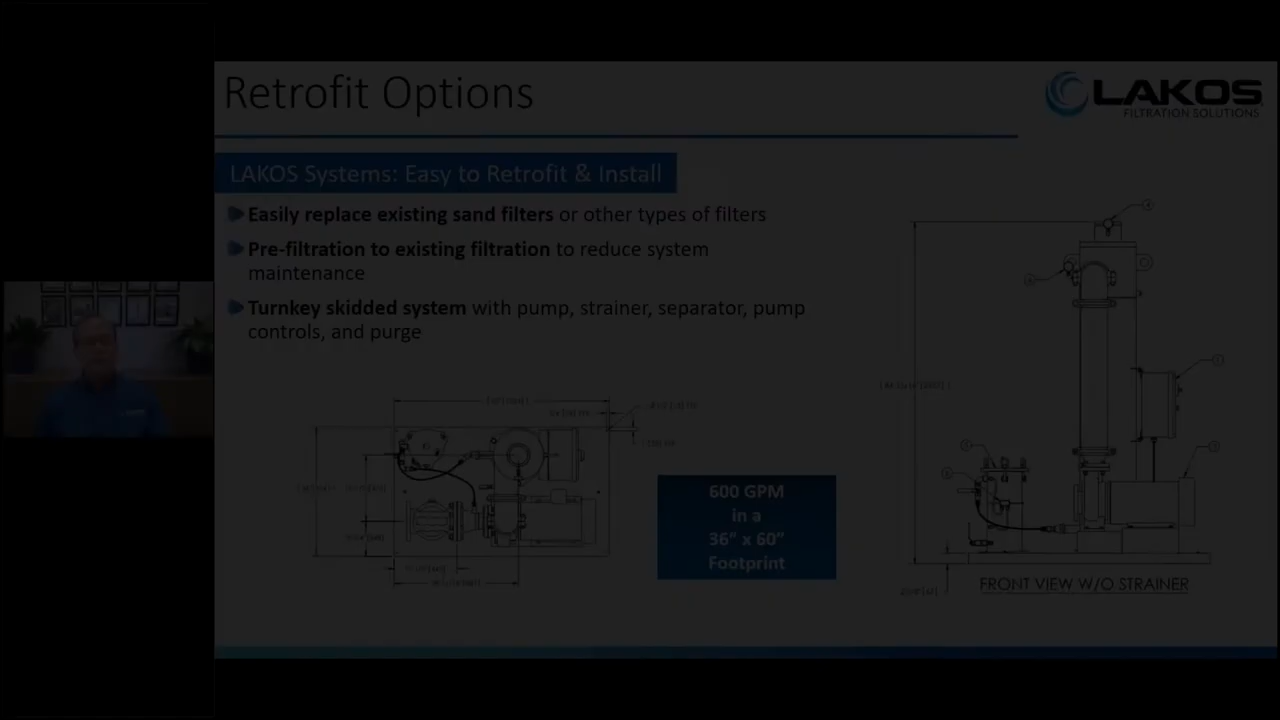 Retrofit Options
LAKOS
FILTRATION SOLUTIONS
LAKOS Systems: Easy to Retrofit & Install
Easily replace existing sand filters or other types of filters
Pre-filtration to existing filtration to reduce system
maintenance
Turnkey skidded system with pump, strainer, separator, pump
controls, and purge
600 GPM
in a
36” x 60”
Footprint
FRONT VIEW W/O STRAINER